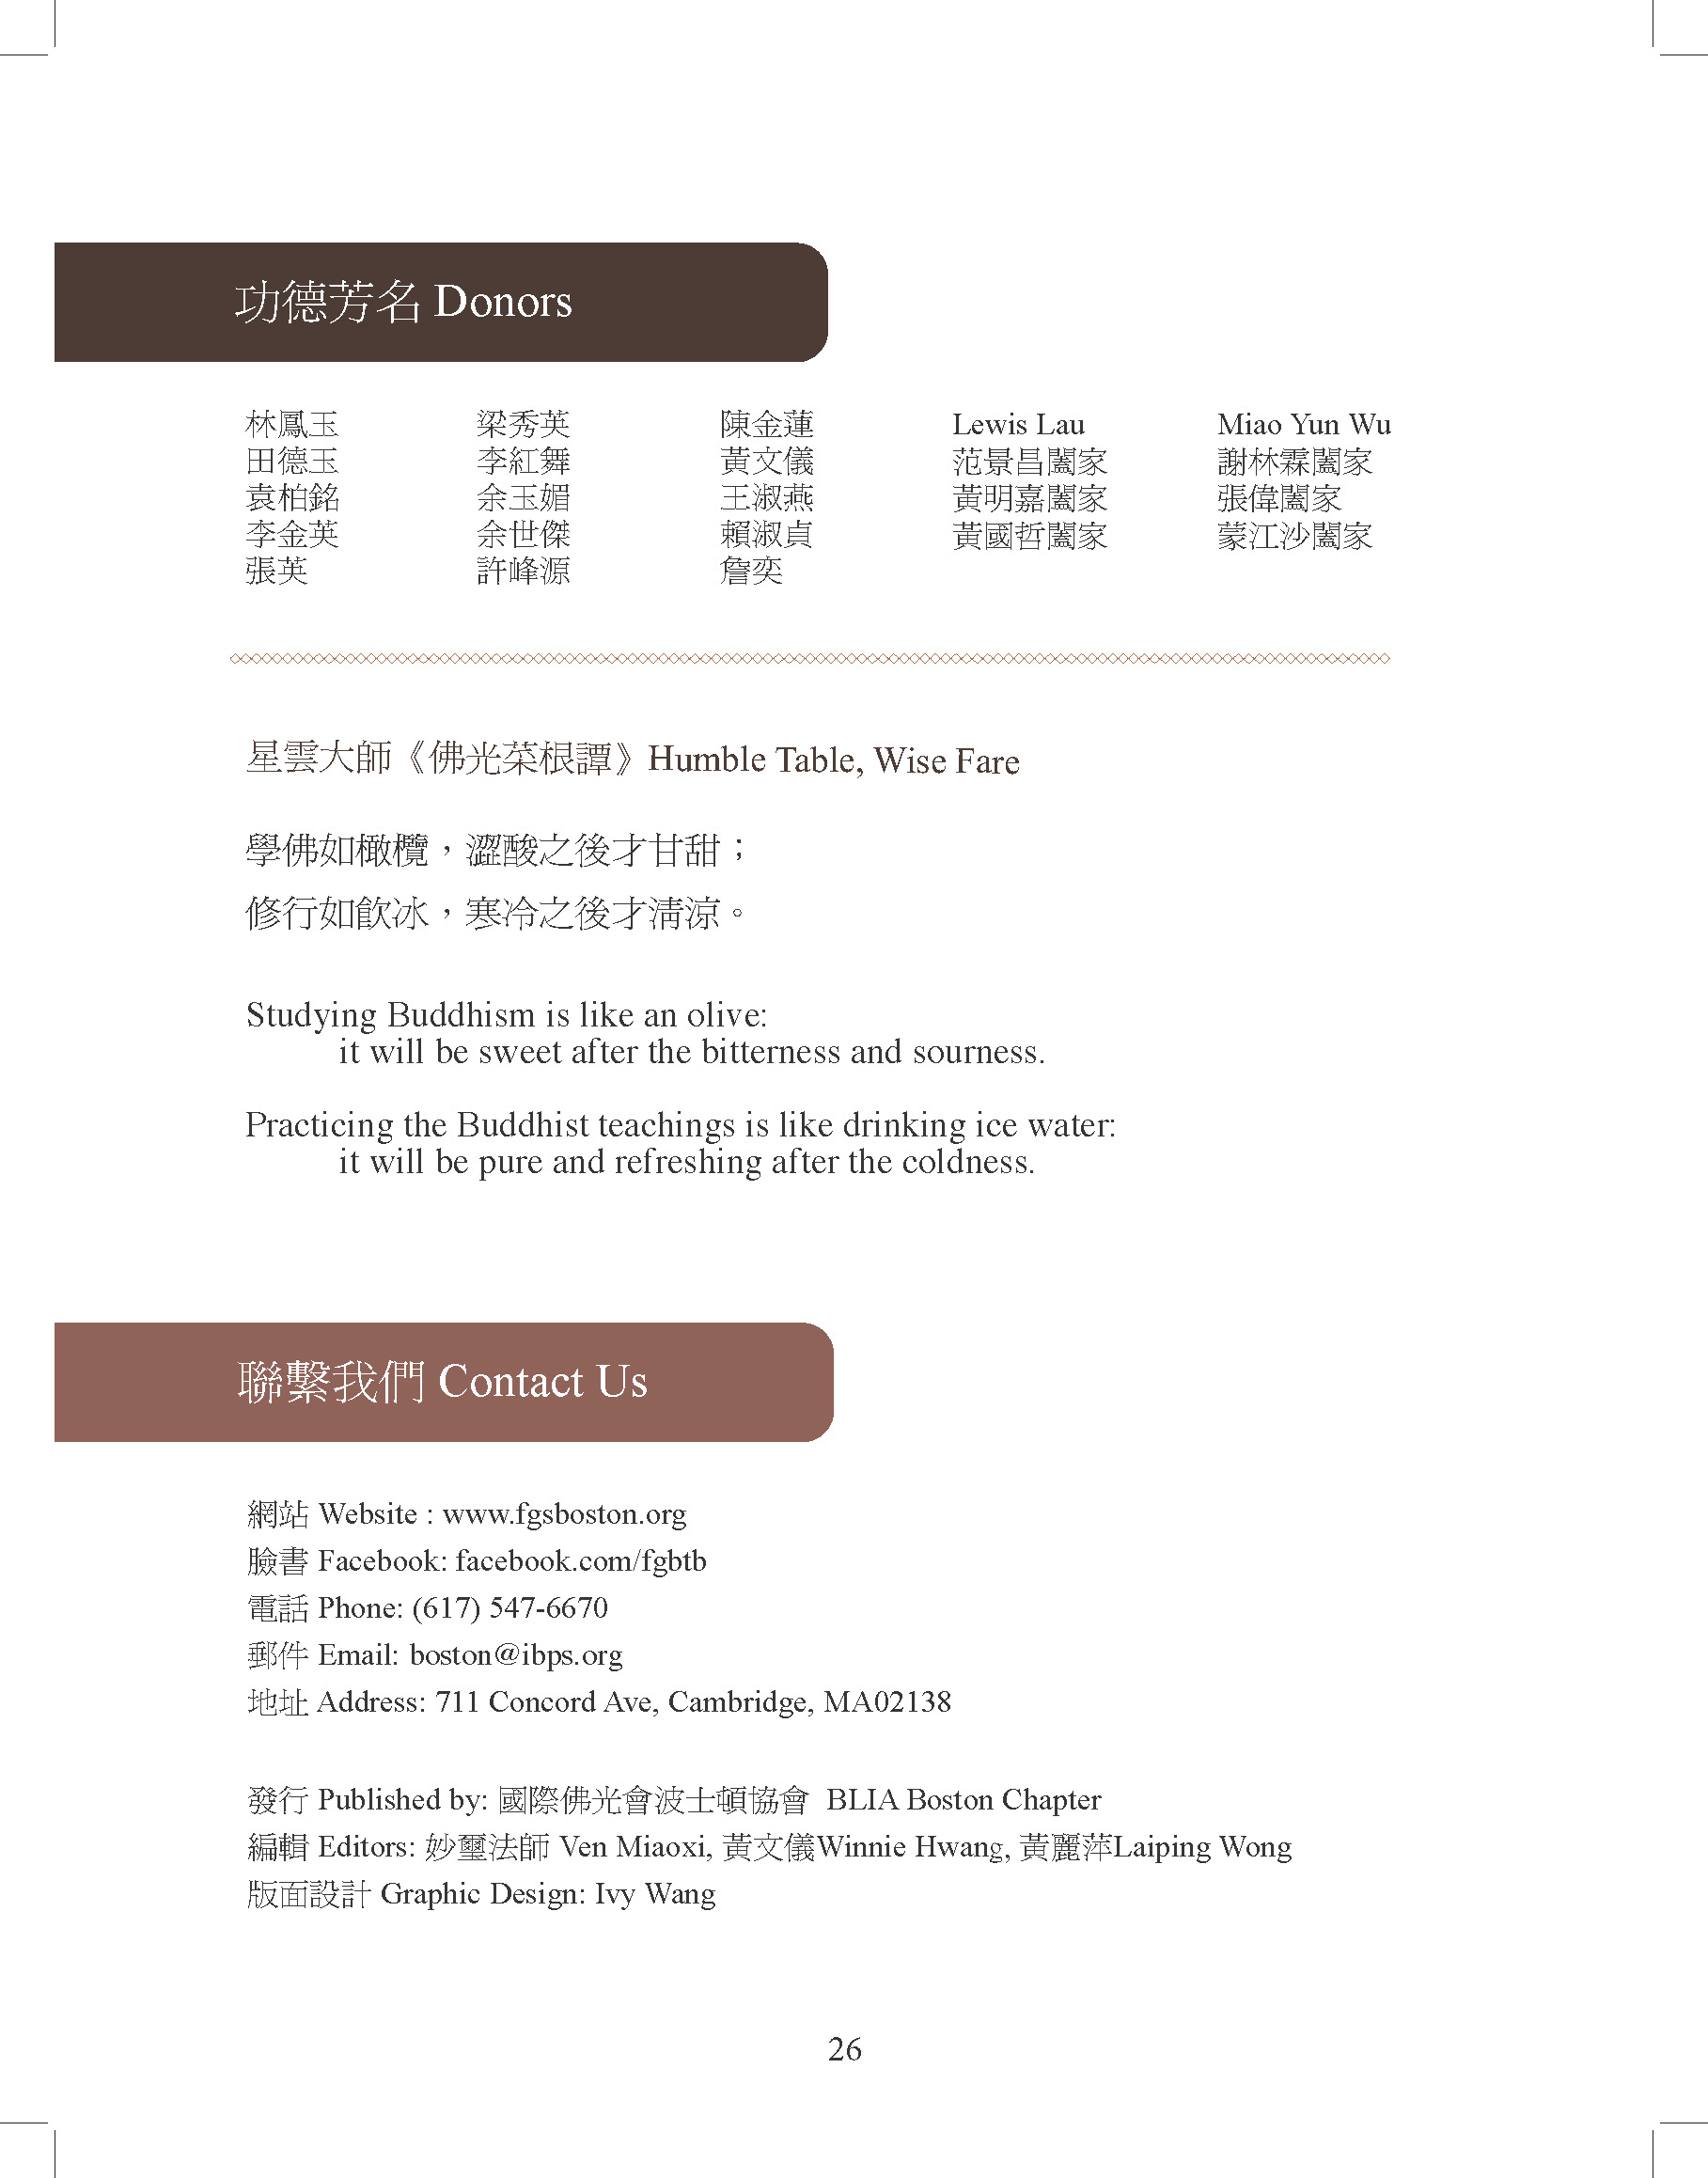 功德芳名 Donors
林鳳玉 梁秀英 陳金蓮 Lewis Lau Miao Yun Wu
田德玉 李紅舞 黃文儀 范景昌闔家 謝林霖闔家
袁柏銘 余玉媚 王淑燕 黃明嘉闔家 張偉闔家
李金英 余世傑 賴淑貞 黃國哲闔家 蒙江沙闔家
張英 許峰源 詹奕
星雲大師《佛光菜根譚》Humble Table, Wise Fare
學佛如橄欖，澀酸之後才甘甜；
修行如飲冰，寒冷之後才清涼。
Studying Buddhism is like an olive:
it will be sweet after the bitterness and sourness.
Practicing the Buddhist teachings is like drinking ice water:
it will be pure and refreshing after the coldness.
聯繫我們 Contact Us
網站 Website : www.fgsboston.org
臉書 Facebook: facebook.com/fgbtb
電話 Phone: (617) 547-6670
郵件 Email: boston@ibps.org
地址 Address: 711 Concord Ave, Cambridge, MA02138
發行 Published by: 國際佛光會波士頓協會 BLIA Boston Chapter
編輯 Editors: 妙璽法師 Ven Miaoxi, 黃文儀Winnie Hwang, 黃麗萍Laiping Wong
版面設計 Graphic Design: Ivy Wang
26